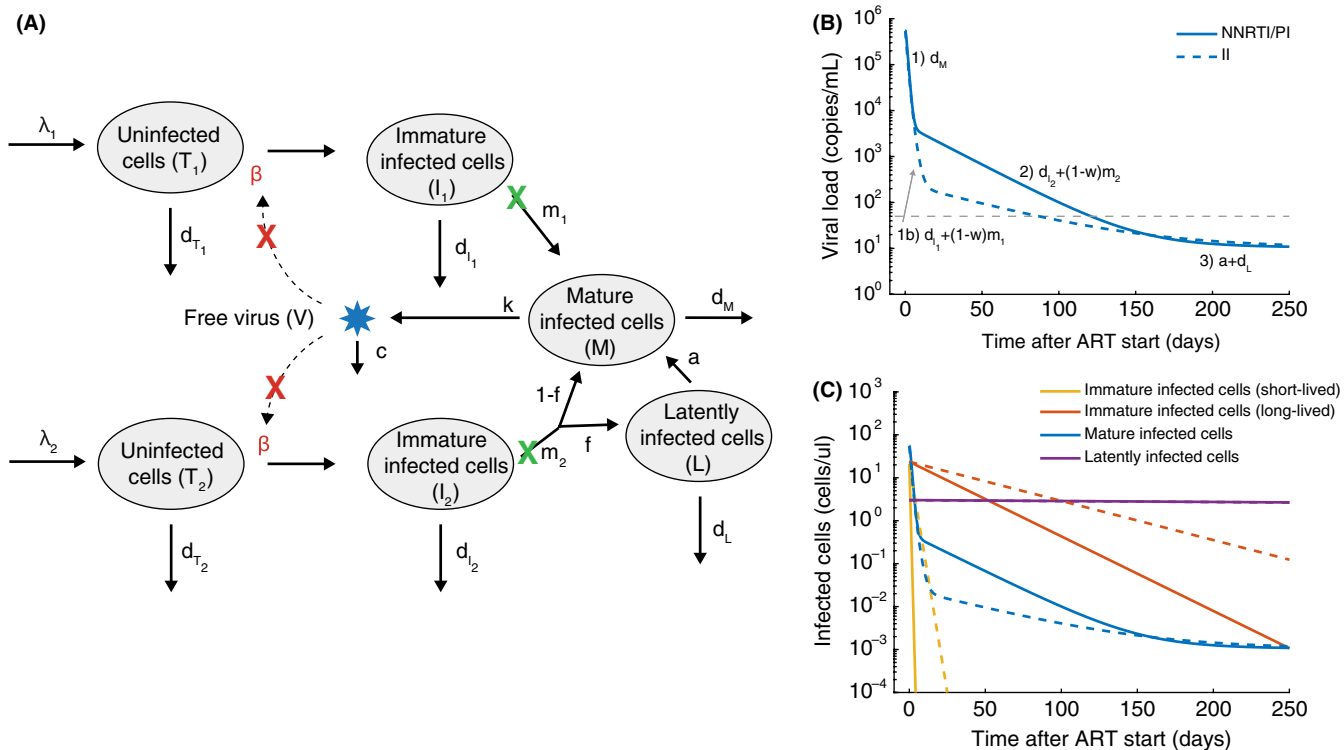 (A)
λ1
Uninfected
cells (T1)
β
dT1
Immature
infected cells
(I1)
m1
dI1
Free virus (V)
c
k
Mature
infected cells
(M)
dM
a
1-f
f
Latently
infected cells
(L)
dL
λ2
Uninfected
cells (T2)
β
dT2
Immature
infected cells
(I2)
m2
dI2
X
X
X
X
(B)
Viral load (copies/mL)
10^6
10^5
10^4
10^3
10^2
10^1
10^0
NNRTI/PI
II
1) dM
2) dI2+(1-w)m2
1b) dI1+(1-w)m1
3) a+dL
0 50 100 150 200 250
Time after ART start (days)
(C)
Immature infected cells (short-lived)
Immature infected cells (long-lived)
Mature infected cells
Latently infected cells
Infected cells (cells/ul)
10^4
10^3
10^2
10^1
10^0
10^-1
10^-2
10^-3
10^-4
0 50 100 150 200 250
Time after ART start (days)